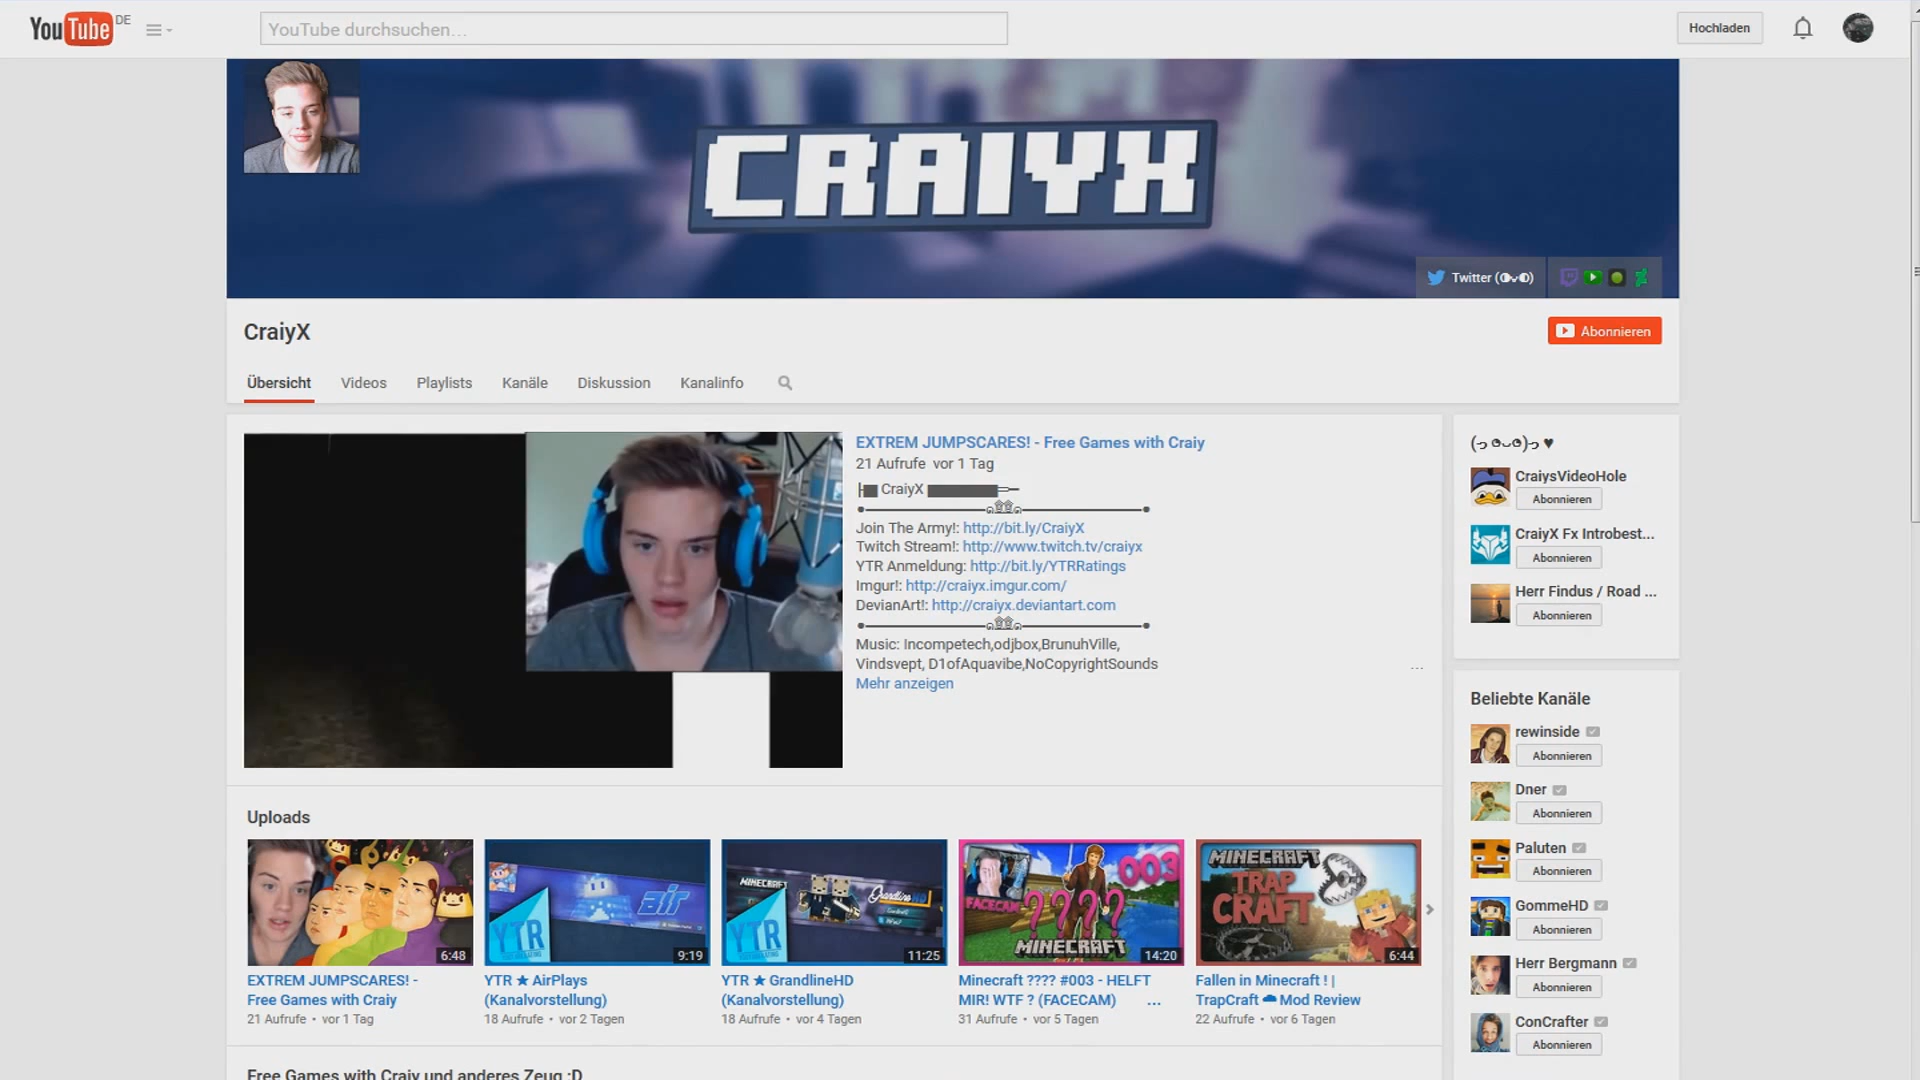 YouTube DE
YouTube durchsuchen...
Hochladen
CRAIYX
Twitter (◑ᴗ◐)
CraiyX
Abonnieren
Übersicht Videos Playlists Kanäle Diskussion Kanalinfo
EXTREM JUMPSCARES! - Free Games with Craiy
21 Aufrufe vor 1 Tag
CraiyX
Join The Army!: http://bit.ly/CraiyX
Twitch Stream!: http://www.twitch.tv/craiyx
YTR Anmeldung: http://bit.ly/YTRRatings
Imgur!: http://craiyx.imgur.com/
DevianArt!: http://craiyx.deviantart.com
Music: Incompetech,odjbox,BrunuhVille,
Vindsvept, D1ofAquavibe,NoCopyrightSounds
...
Mehr anzeigen
Uploads
6:48
EXTREM JUMPSCARES! -
Free Games with Craiy
21 Aufrufe • vor 1 Tag
air
YTR
9:19
YTR ★ AirPlays
(Kanalvorstellung)
18 Aufrufe • vor 2 Tagen
MINECRAFT
GrandlineHD
YTR
11:25
YTR ★ GrandlineHD
(Kanalvorstellung)
18 Aufrufe • vor 4 Tagen
003
FACECAM
????
MINECRAFT
14:20
Minecraft ???? #003 - HELFT
MIR! WTF ? (FACECAM) ...
31 Aufrufe • vor 5 Tagen
MINECRAFT
TRAP
CRAFT
6:44
Fallen in Minecraft ! |
TrapCraft ☁ Mod Review
22 Aufrufe • vor 6 Tagen
Free Games with Craiy und anderes Zeug :D
CraiysVideoHole
Abonnieren
CraiyX Fx Introbest...
Abonnieren
Herr Findus / Road ...
Abonnieren
Beliebte Kanäle
rewinside
Abonnieren
Dner
Abonnieren
Paluten
Abonnieren
GommeHD
Abonnieren
Herr Bergmann
Abonnieren
ConCrafter
Abonnieren